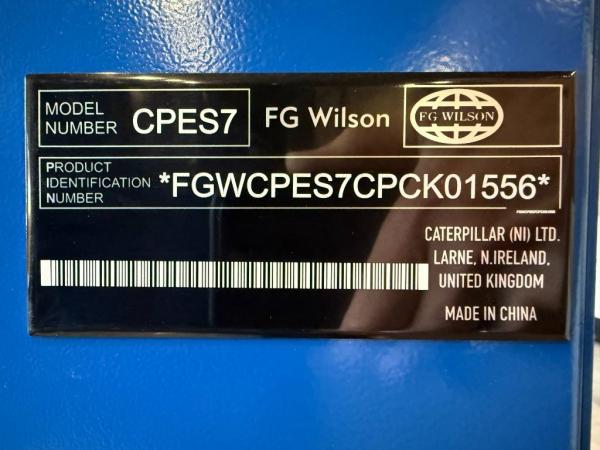 MODEL
NUMBER
CPES7
FG Wilson
FG WILSON
PRODUCT
IDENTIFICATION
NUMBER
*FGWCPES7CPCK01556*
CATERPILLAR (NI) LTD.
LARNE, N.IRELAND,
UNITED KINGDOM
MADE IN CHINA